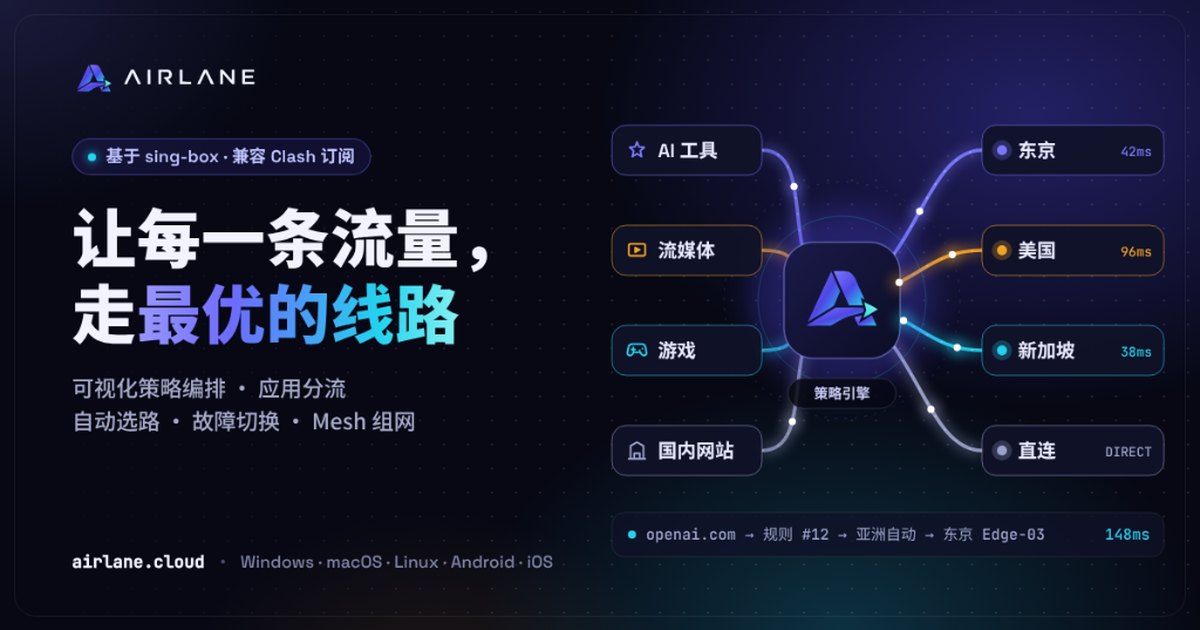 AIRLANE
基于 sing-box · 兼容 Clash 订阅
让每一条流量，
走最优的线路
可视化策略编排 • 应用分流
自动选路 • 故障切换 • Mesh 组网
airlane.cloud · Windows · macOS · Linux · Android · iOS
AI 工具
流媒体
游戏
国内网站
策略引擎
东京 42ms
美国 96ms
新加坡 38ms
直连 DIRECT
openai.com → 规则 #12 → 亚洲自动 → 东京 Edge-03 148ms